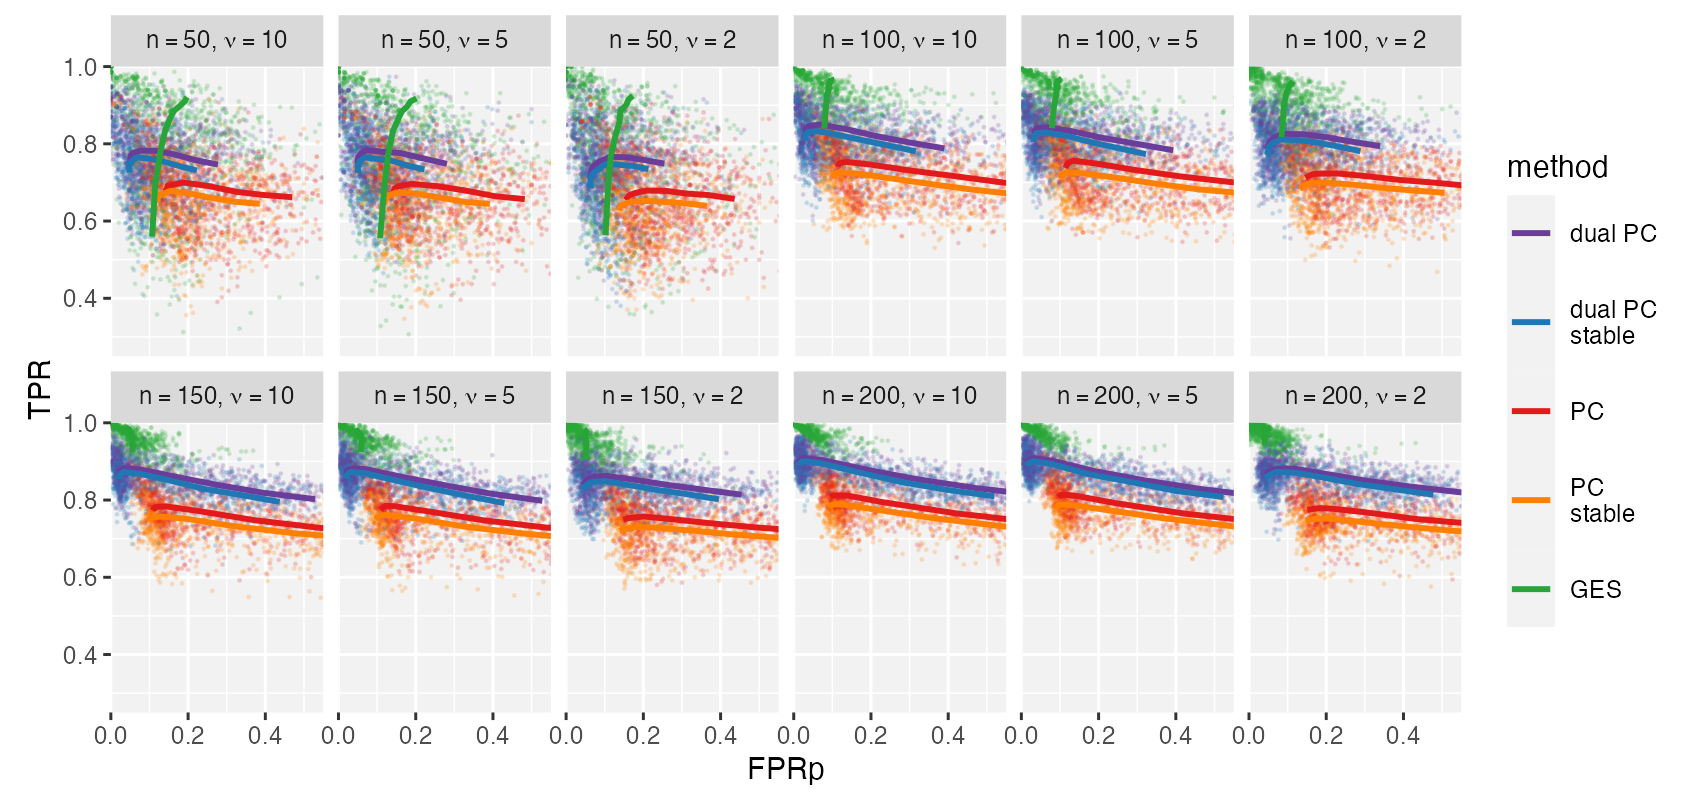 n = 50, ν = 10
n = 50, ν = 5
n = 50, ν = 2
n = 100, ν = 10
n = 100, ν = 5
n = 100, ν = 2
1.0
0.8
0.6
0.4
TPR
n = 150, ν = 10
n = 150, ν = 5
n = 150, ν = 2
n = 200, ν = 10
n = 200, ν = 5
n = 200, ν = 2
1.0
0.8
0.6
0.4
0.0 0.2 0.4
0.0 0.2 0.4
0.0 0.2 0.4
0.0 0.2 0.4
0.0 0.2 0.4
0.0 0.2 0.4
FPRp
method
dual PC
dual PC
stable
PC
PC
stable
GES